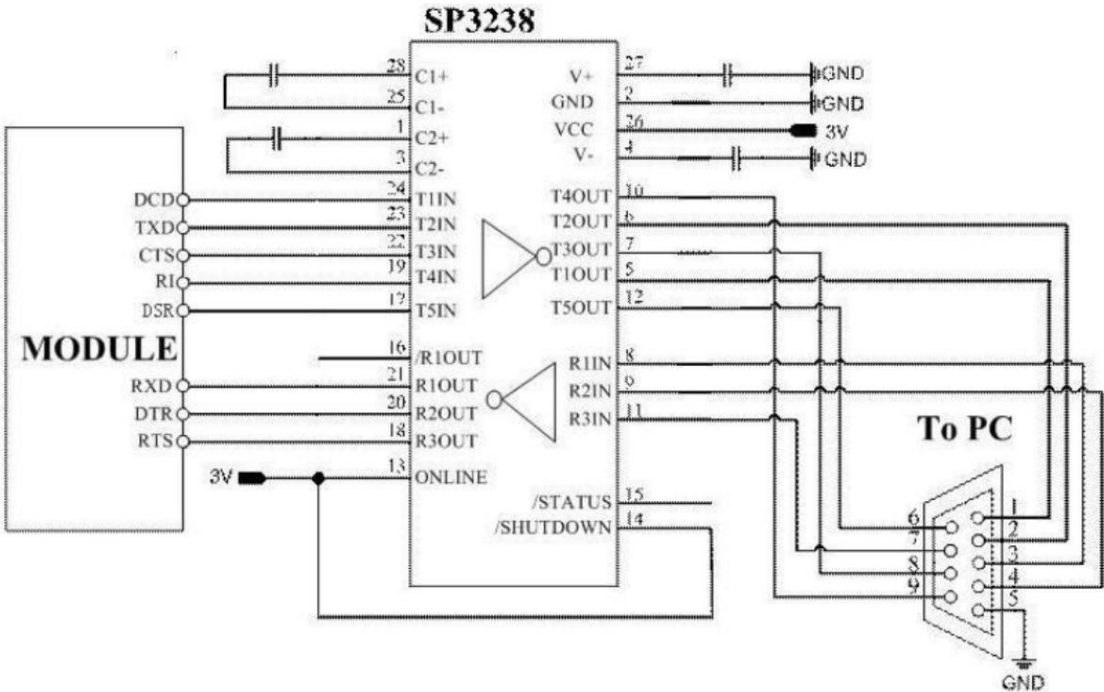 SP3238
28 C1+
25 C1-
1 C2+
3 C2-
24 T1IN
23 T2IN
22 T3IN
19 T4IN
17 T5IN
16 /R1OUT
21 R1OUT
20 R2OUT
18 R3OUT
13 ONLINE
3V
V+ 27 GND
GND 2 GND
VCC 26 3V
V- 4 GND
T4OUT 10
T2OUT 6
T3OUT 7
T1OUT 5
T5OUT 12
R1IN 8
R2IN 9
R3IN 11
/STATUS 15
/SHUTDOWN 14
DCD
TXD
CTS
RI
DSR
MODULE
RXD
DTR
RTS
To PC
6
7
8
9
1
2
3
4
5
GND